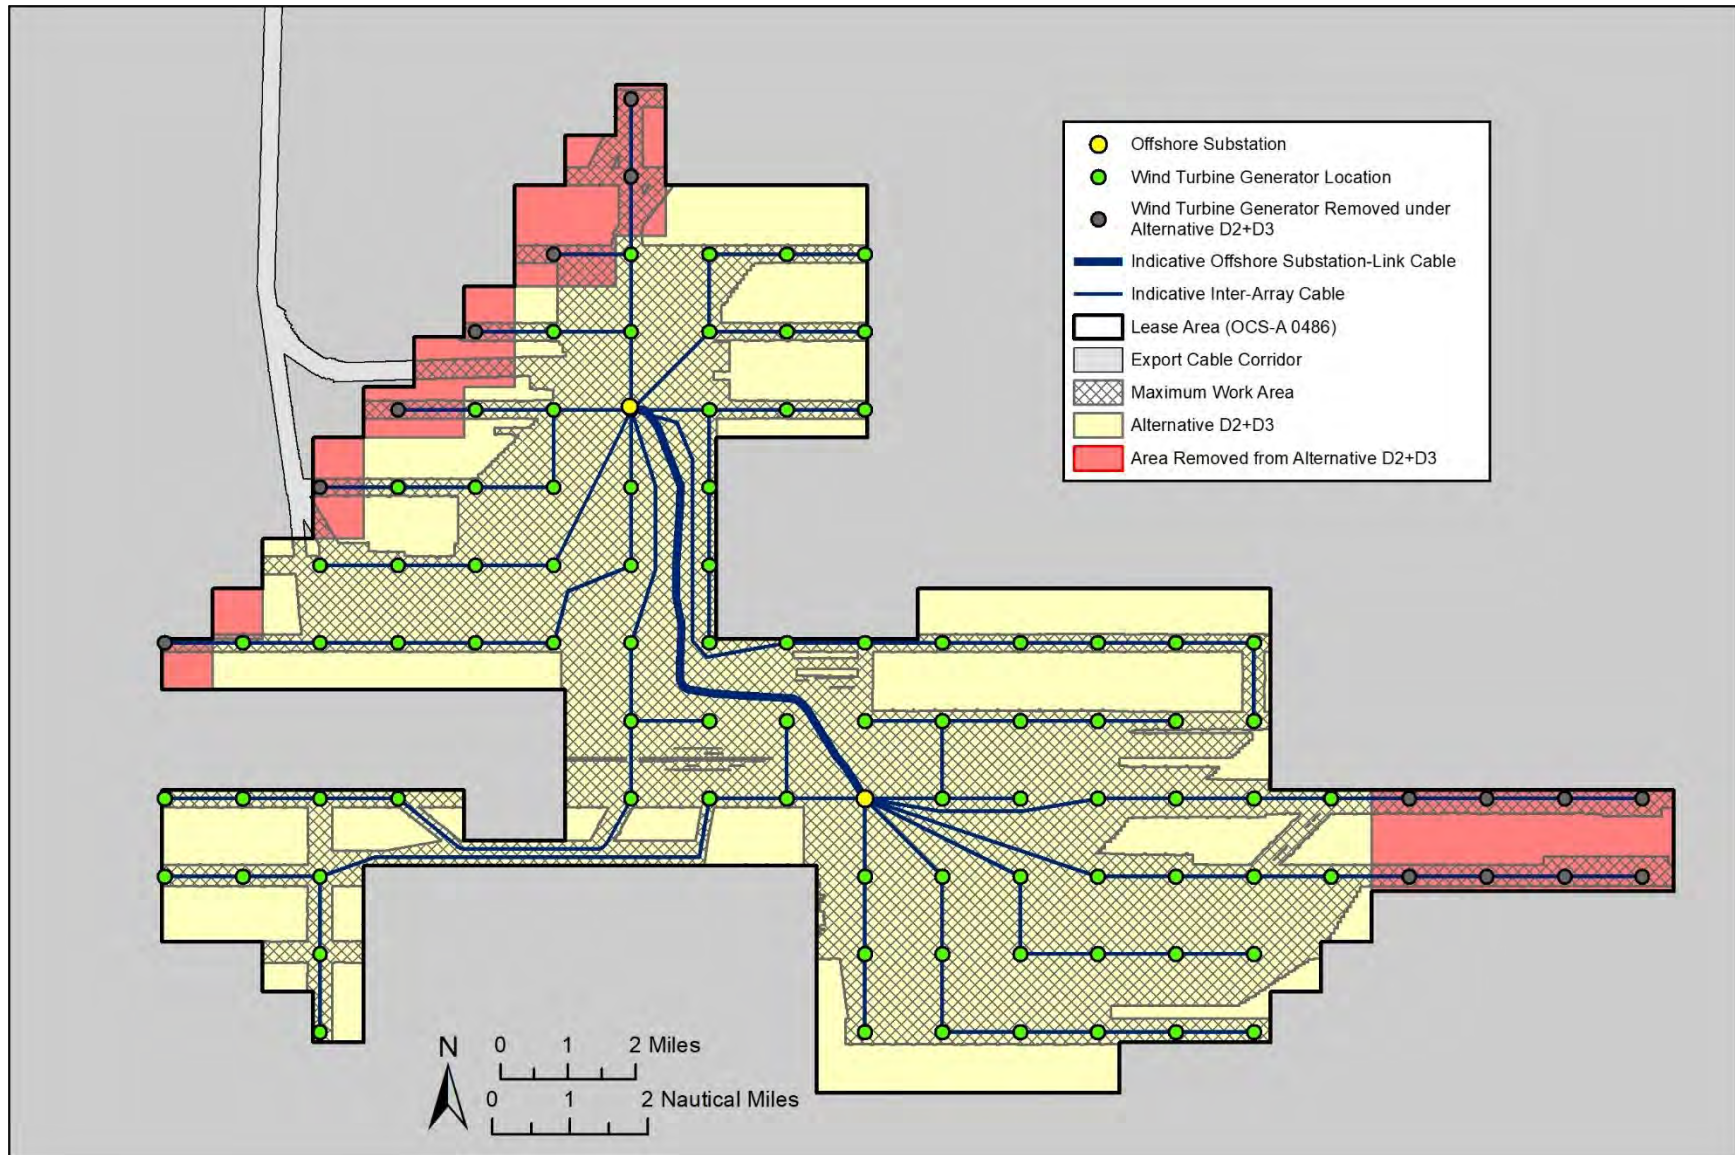 Offshore Substation
Wind Turbine Generator Location
Wind Turbine Generator Removed under
Alternative D2+D3
Indicative Offshore Substation-Link Cable
Indicative Inter-Array Cable
Lease Area (OCS-A 0486)
Export Cable Corridor
Maximum Work Area
Alternative D2+D3
Area Removed from Alternative D2+D3
N
0 1 2 Miles
0 1 2 Nautical Miles